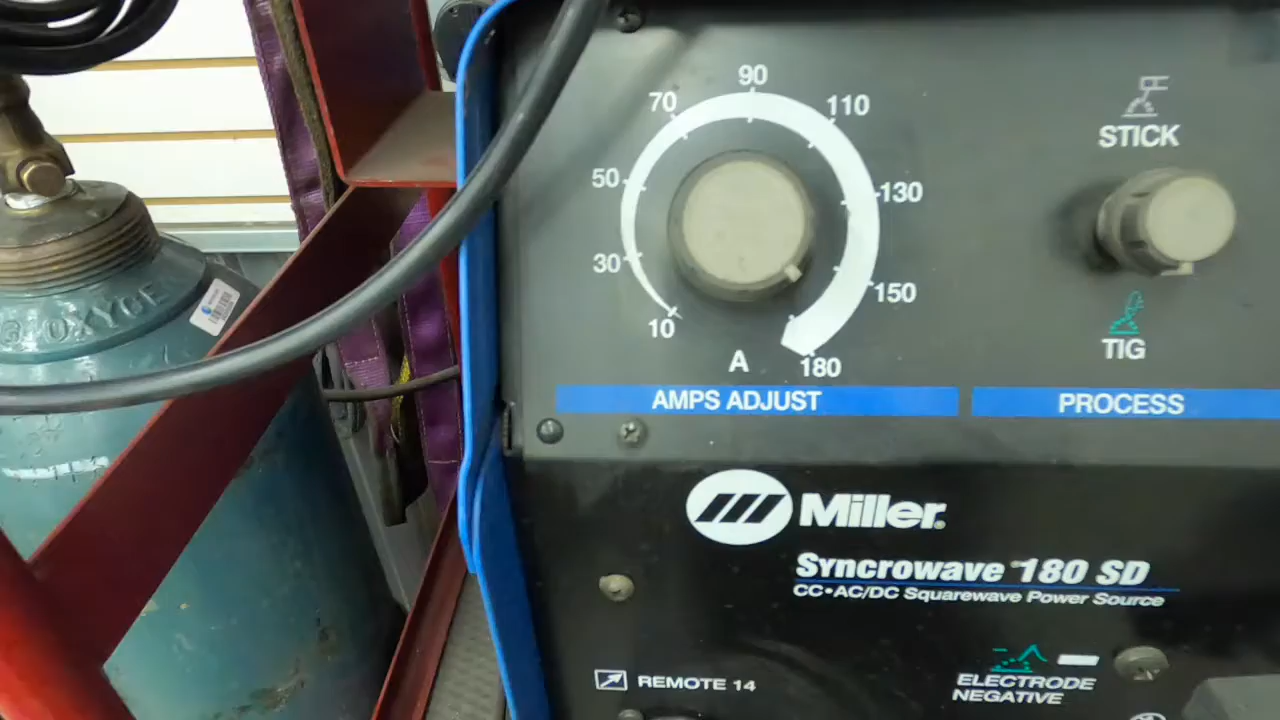 90
70
110
50
130
30
150
10
A
180
AMPS ADJUST
STICK
TIG
PROCESS
Miller.
Syncrowave 180 SD
CC•AC/DC Squarewave Power Source
REMOTE 14
ELECTRODE
NEGATIVE
OXYGE